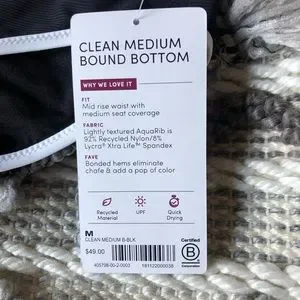 CLEAN MEDIUM
BOUND BOTTOM
WHY WE LOVE IT
FIT
Mid rise waist with
medium seat coverage
FABRIC
Lightly textured AquaRib is
92% Recycled Nylon/8%
Lycra® Xtra Life™ Spandex
FAVE
Bonded hems eliminate
chafe & add a pop of color
Recycled
Material
UPF
Quick
Drying
M
CLEAN MEDIUM B-BLK
$49.00
Certified
B
Corporation